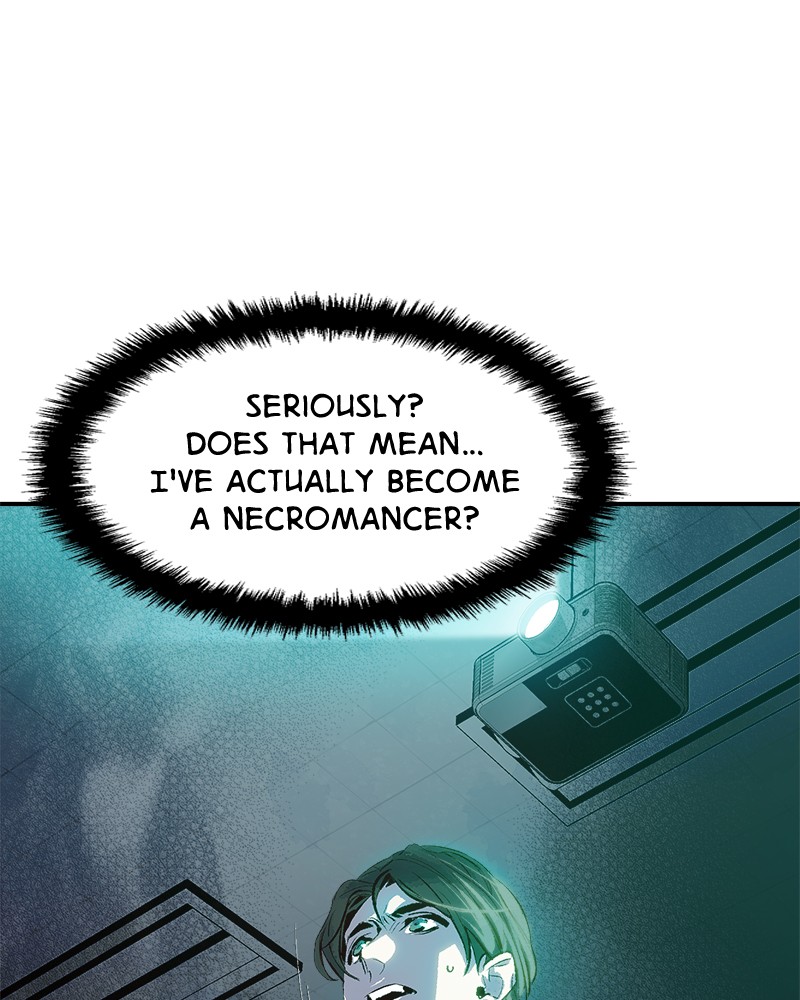 SERIOUSLY?
DOES THAT MEAN...
I'VE ACTUALLY BECOME
A NECROMANCER?